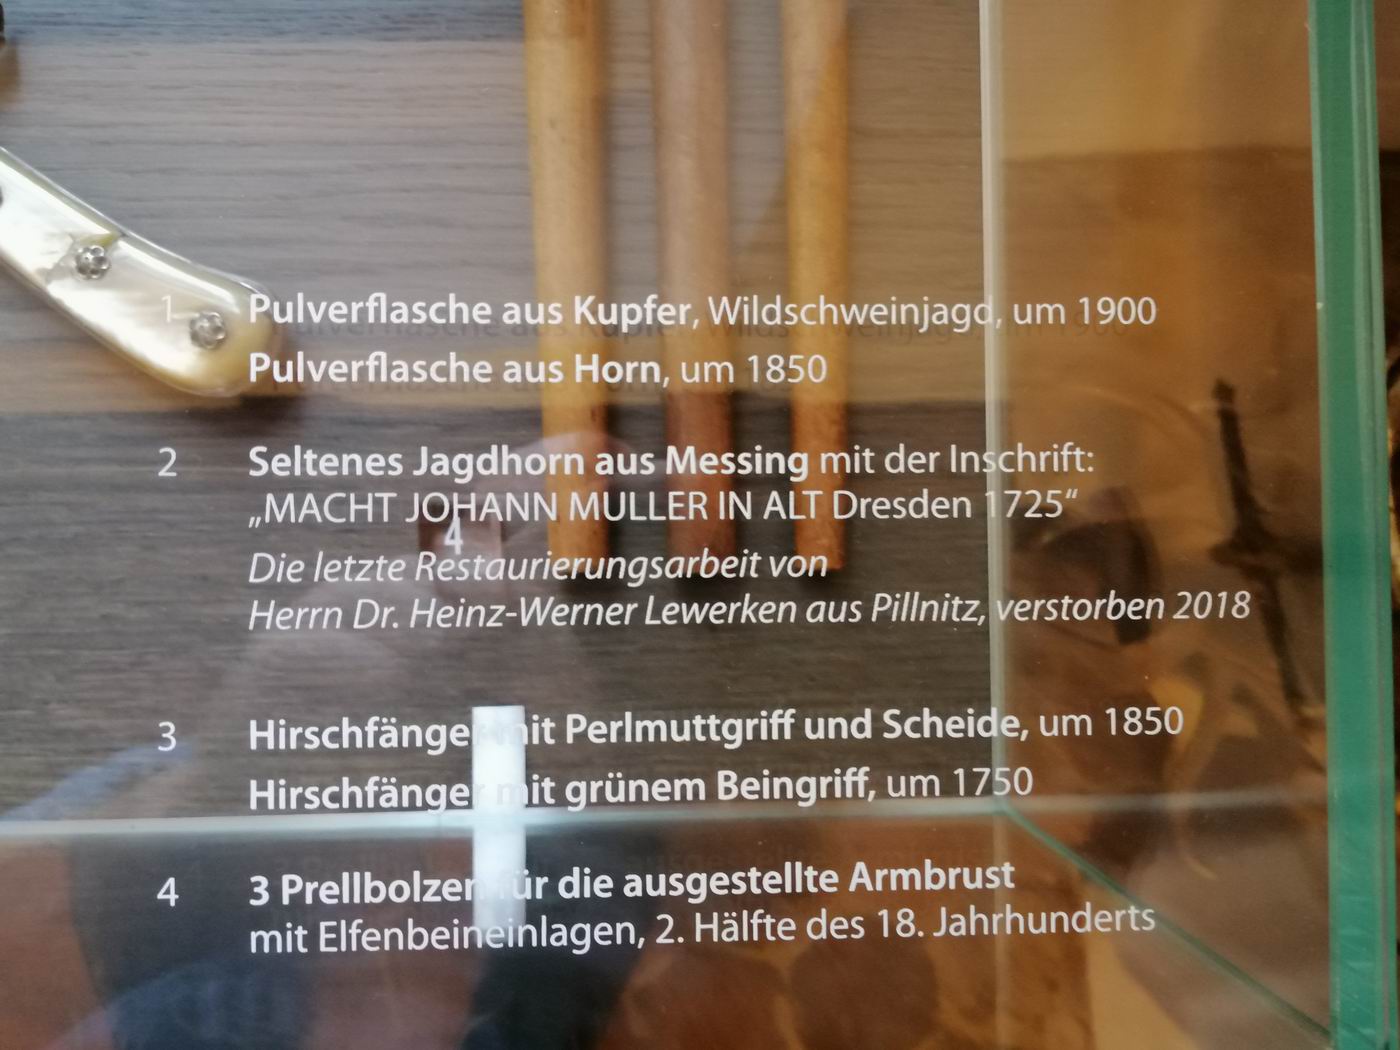 1 Pulverflasche aus Kupfer, Wildschweinjagd, um 1900
Pulverflasche aus Horn, um 1850
2 Seltenes Jagdhorn aus Messing mit der Inschrift:
„MACHT JOHANN MULLER IN ALT Dresden 1725“
4
Die letzte Restaurierungsarbeit von
Herrn Dr. Heinz-Werner Lewerken aus Pillnitz, verstorben 2018
3 Hirschfänger mit Perlmuttgriff und Scheide, um 1850
Hirschfänger mit grünem Beingriff, um 1750
4 3 Prellbolzen für die ausgestellte Armbrust
mit Elfenbeineinlagen, 2. Hälfte des 18. Jahrhunderts